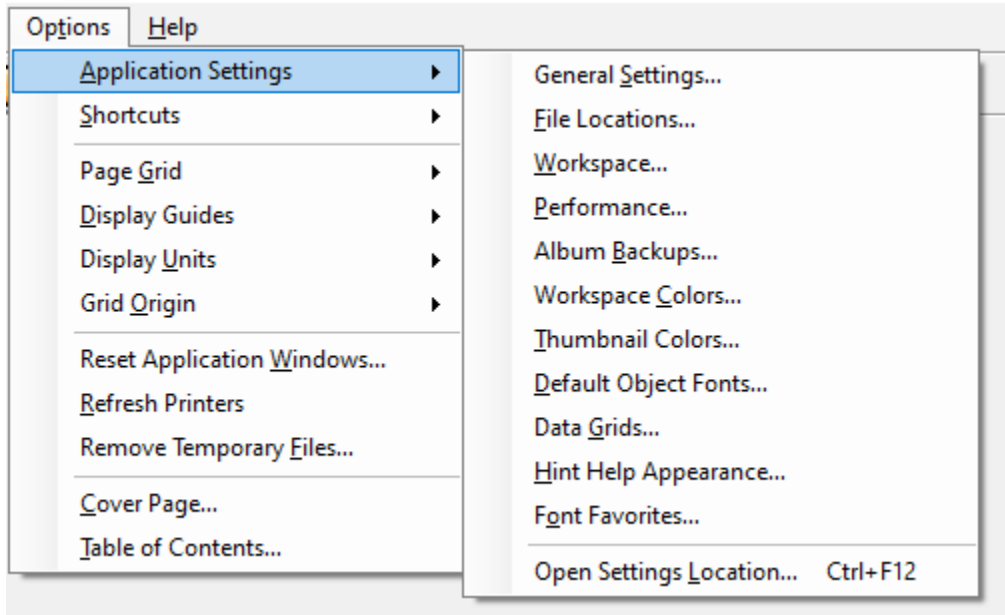 Options Help
Application Settings
Shortcuts
Page Grid
Display Guides
Display Units
Grid Origin
Reset Application Windows...
Refresh Printers
Remove Temporary Files...
Cover Page...
Table of Contents...
General Settings...
File Locations...
Workspace...
Performance...
Album Backups...
Workspace Colors...
Thumbnail Colors...
Default Object Fonts...
Data Grids...
Hint Help Appearance...
Font Favorites...
Open Settings Location... Ctrl+F12